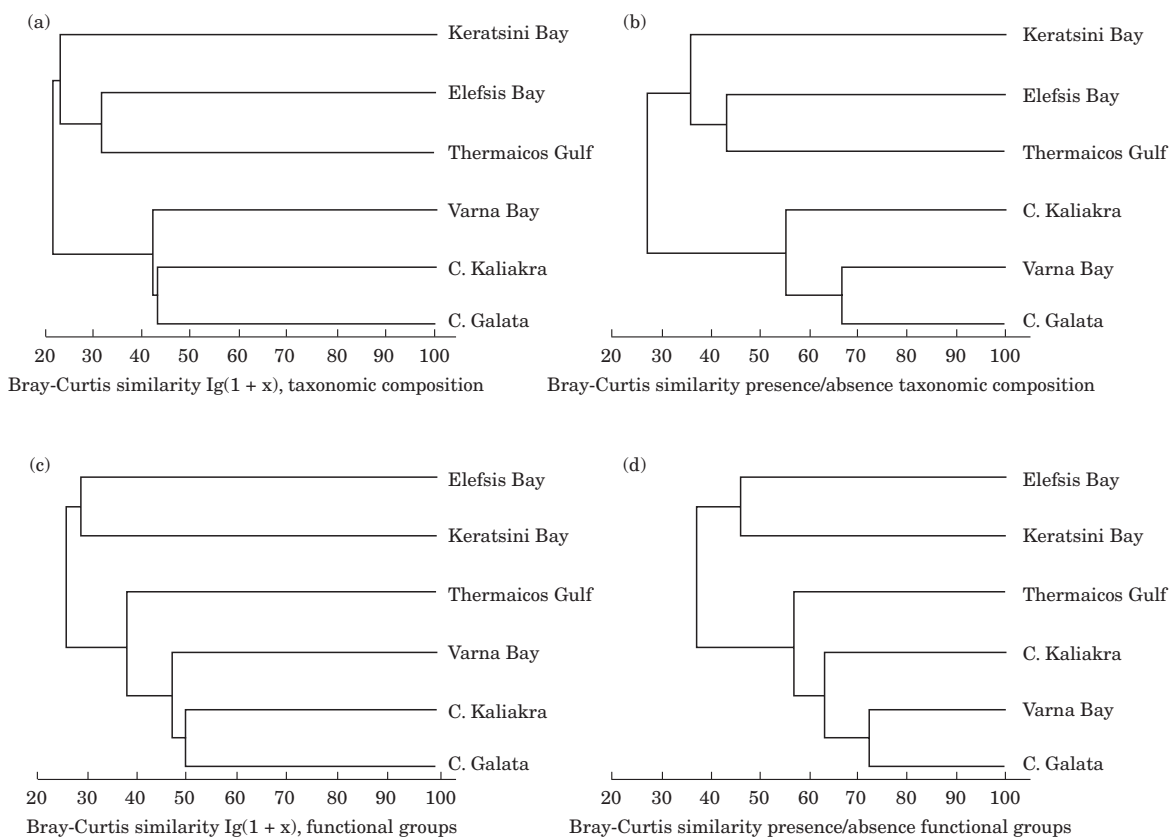 (a)
Keratsini Bay
Elefsis Bay
Thermaicos Gulf
Varna Bay
C. Kaliakra
C. Galata
20 30 40 50 60 70 80 90 100
Bray-Curtis similarity Ig(1 + x), taxonomic composition
(b)
Keratsini Bay
Elefsis Bay
Thermaicos Gulf
C. Kaliakra
Varna Bay
C. Galata
20 30 40 50 60 70 80 90 100
Bray-Curtis similarity presence/absence taxonomic composition
(c)
Elefsis Bay
Keratsini Bay
Thermaicos Gulf
Varna Bay
C. Kaliakra
C. Galata
20 30 40 50 60 70 80 90 100
Bray-Curtis similarity Ig(1 + x), functional groups
(d)
Elefsis Bay
Keratsini Bay
Thermaicos Gulf
C. Kaliakra
Varna Bay
C. Galata
20 30 40 50 60 70 80 90 100
Bray-Curtis similarity presence/absence functional groups